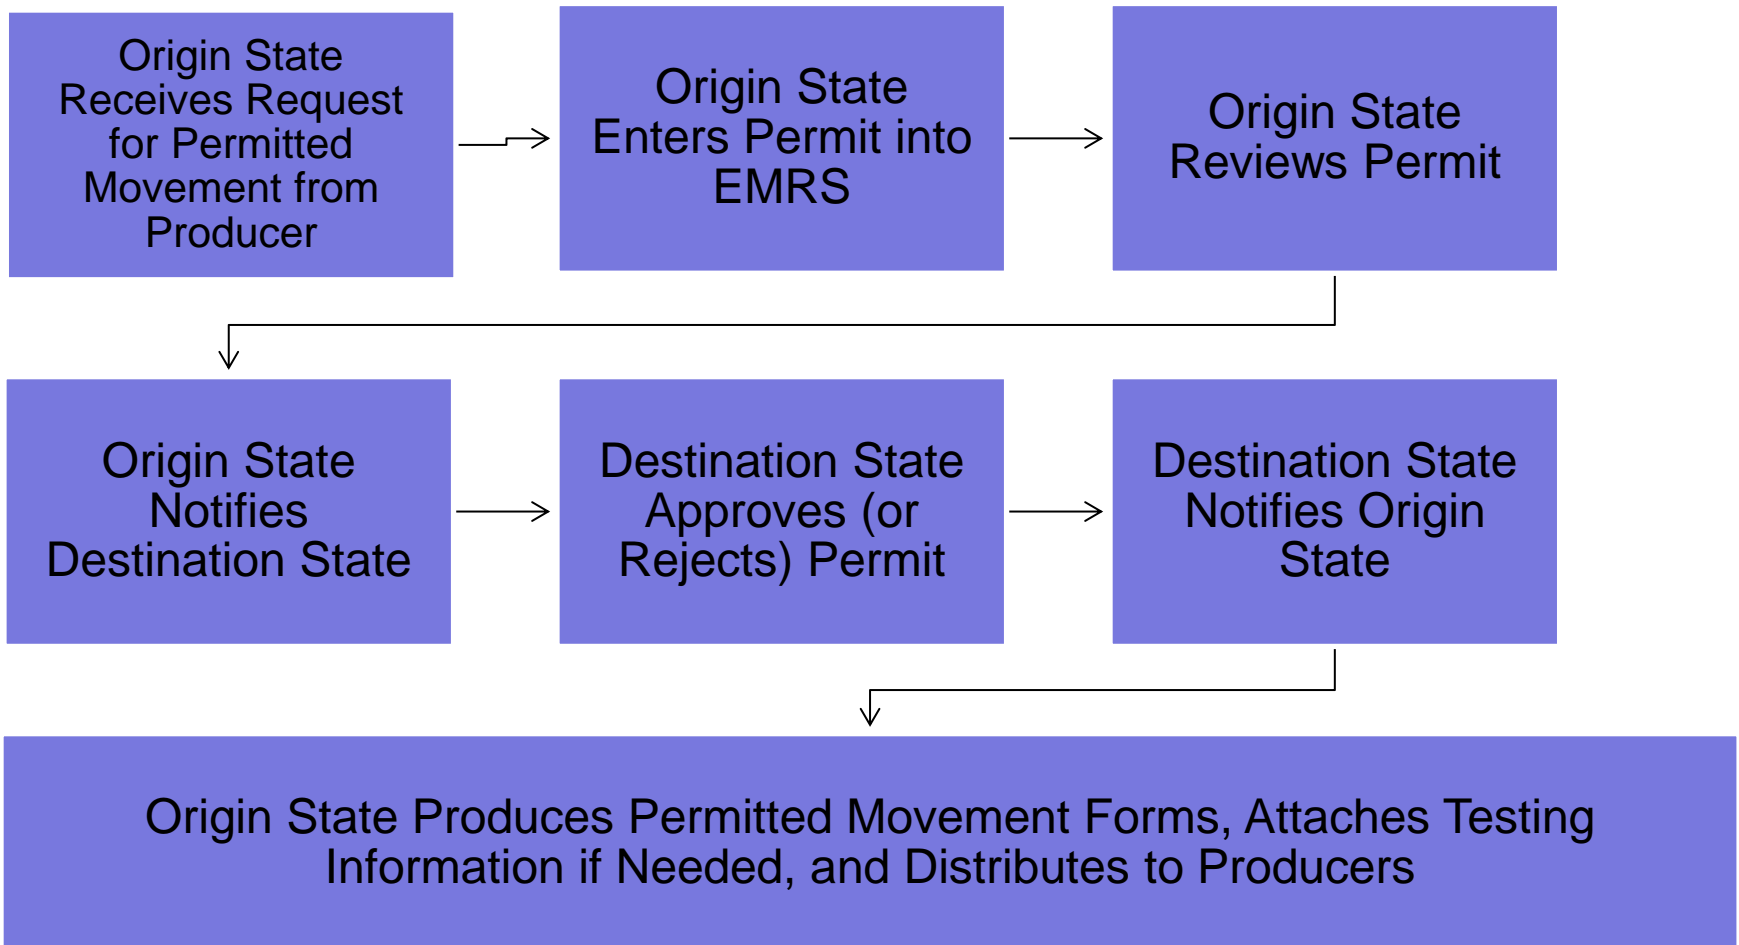 Origin State
Receives Request
for Permitted
Movement from
Producer
Origin State
Enters Permit into
EMRS
Origin State
Reviews Permit
Origin State
Notifies
Destination State
Destination State
Approves (or
Rejects) Permit
Destination State
Notifies Origin
State
Origin State Produces Permitted Movement Forms, Attaches Testing
Information if Needed, and Distributes to Producers